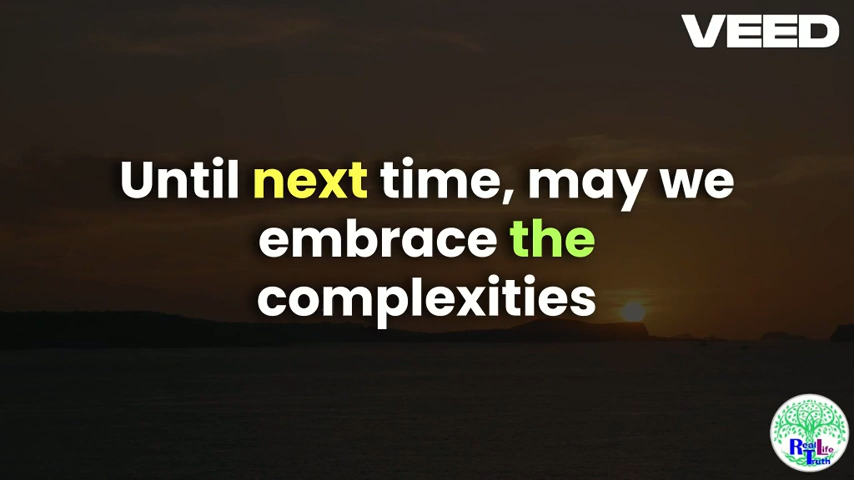 VEED
Until next time, may we
embrace the
complexities
Real Life
Truth